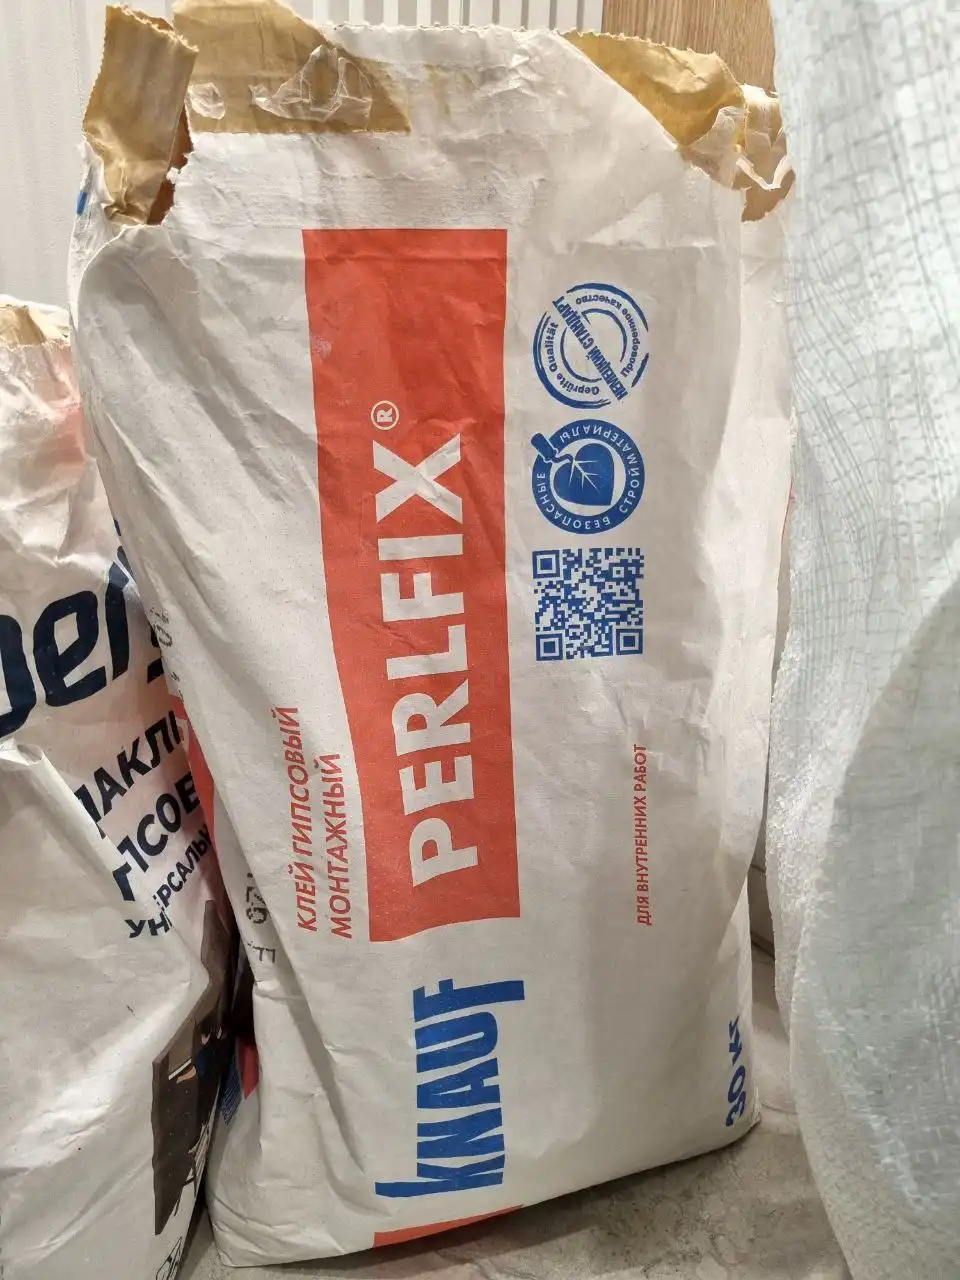 КЛЕЙ ГИПСОВЫЙ
МОНТАЖНЫЙ
PERLFIX®
KNAUF
Geprüfte Qualität
НЕМЕЦКИЙ СТАНДАРТ
Проверенное качество
БЕЗОПАСНЫЕ СТРОЙМАТЕРИАЛЫ
ДЛЯ ВНУТРЕННИХ РАБОТ
30 КГ